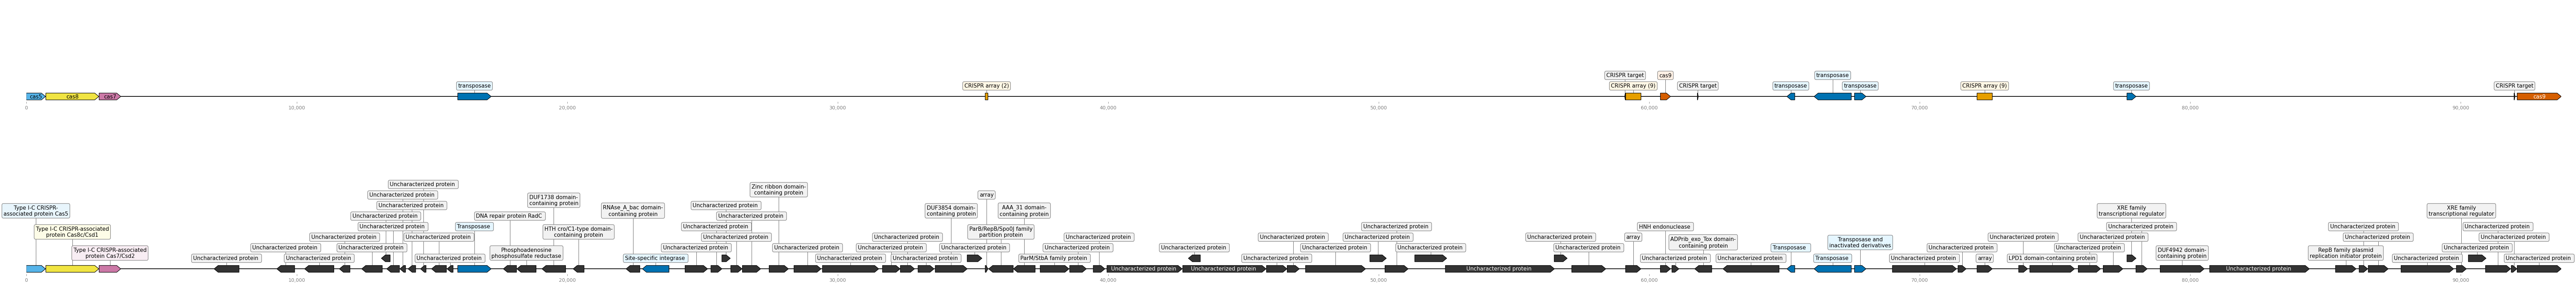 CRISPR target
cas9
transposase
transposase
CRISPR array (2)
CRISPR array (9)
CRISPR target
transposase
transposase
CRISPR array (9)
transposase
CRISPR target
cas5
cas8
cas7
cas9
0
10,000
20,000
30,000
40,000
50,000
60,000
70,000
80,000
90,000
Uncharacterized protein
Zinc ribbon domain-
containing protein
Uncharacterized protein
DUF1738 domain-
containing protein
array
Uncharacterized protein
Type I-C CRISPR-
associated protein Cas5
RNAse_A_bac domain-
containing protein
Uncharacterized protein
DUF3854 domain-
containing protein
AAA_31 domain-
containing protein
XRE family
transcriptional regulator
XRE family
transcriptional regulator
Uncharacterized protein
DNA repair protein RadC
Uncharacterized protein
Type I-C CRISPR-associated
protein Cas8c/Csd1
Uncharacterized protein
Transposase
HTH cro/C1-type domain-
containing protein
Uncharacterized protein
ParB/RepB/Spo0J family
partition protein
Uncharacterized protein
HNH endonuclease
Uncharacterized protein
Uncharacterized protein
Uncharacterized protein
Uncharacterized protein
Uncharacterized protein
Uncharacterized protein
Uncharacterized protein
Uncharacterized protein
Uncharacterized protein
Uncharacterized protein
Uncharacterized protein
array
ADPrib_exo_Tox domain-
containing protein
Transposase and
inactivated derivatives
Uncharacterized protein
Uncharacterized protein
Uncharacterized protein
Uncharacterized protein
Type I-C CRISPR-associated
protein Cas7/Csd2
Uncharacterized protein
Uncharacterized protein
Phosphoadenosine
phosphosulfate reductase
Uncharacterized protein
Uncharacterized protein
Uncharacterized protein
Uncharacterized protein
Uncharacterized protein
Uncharacterized protein
Uncharacterized protein
Uncharacterized protein
Transposase
Uncharacterized protein
DUF4942 domain-
containing protein
RepB family plasmid
replication initiator protein
Uncharacterized protein
Uncharacterized protein
Uncharacterized protein
Uncharacterized protein
Site-specific integrase
Uncharacterized protein
Uncharacterized protein
ParM/StbA family protein
Uncharacterized protein
Uncharacterized protein
Transposase
Uncharacterized protein
array
LPD1 domain-containing protein
Uncharacterized protein
Uncharacterized protein
Uncharacterized protein
Uncharacterized protein
Uncharacterized protein
Uncharacterized protein
0
10,000
20,000
30,000
40,000
50,000
60,000
70,000
80,000
90,000